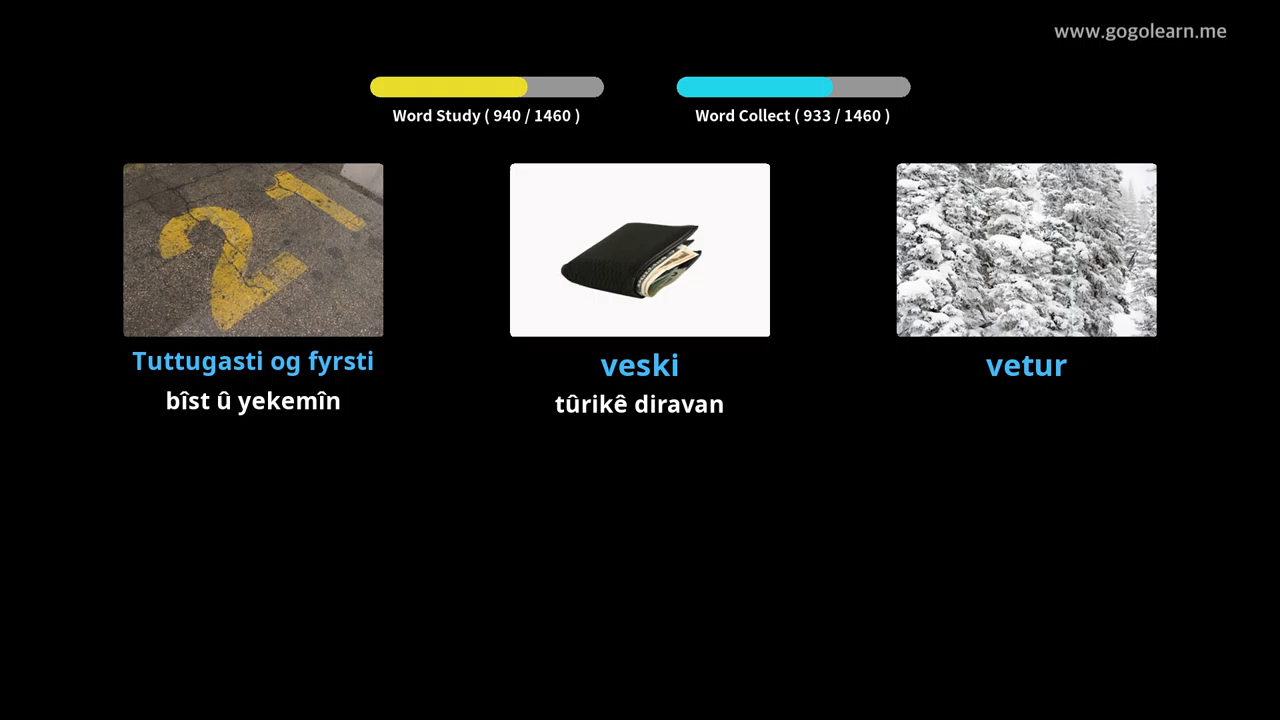 www.gogolearn.me
Word Study ( 940 / 1460 )
Word Collect ( 933 / 1460 )
21
Tuttugasti og fyrsti
bîst û yekemîn
veski
tûrikê diravan
vetur